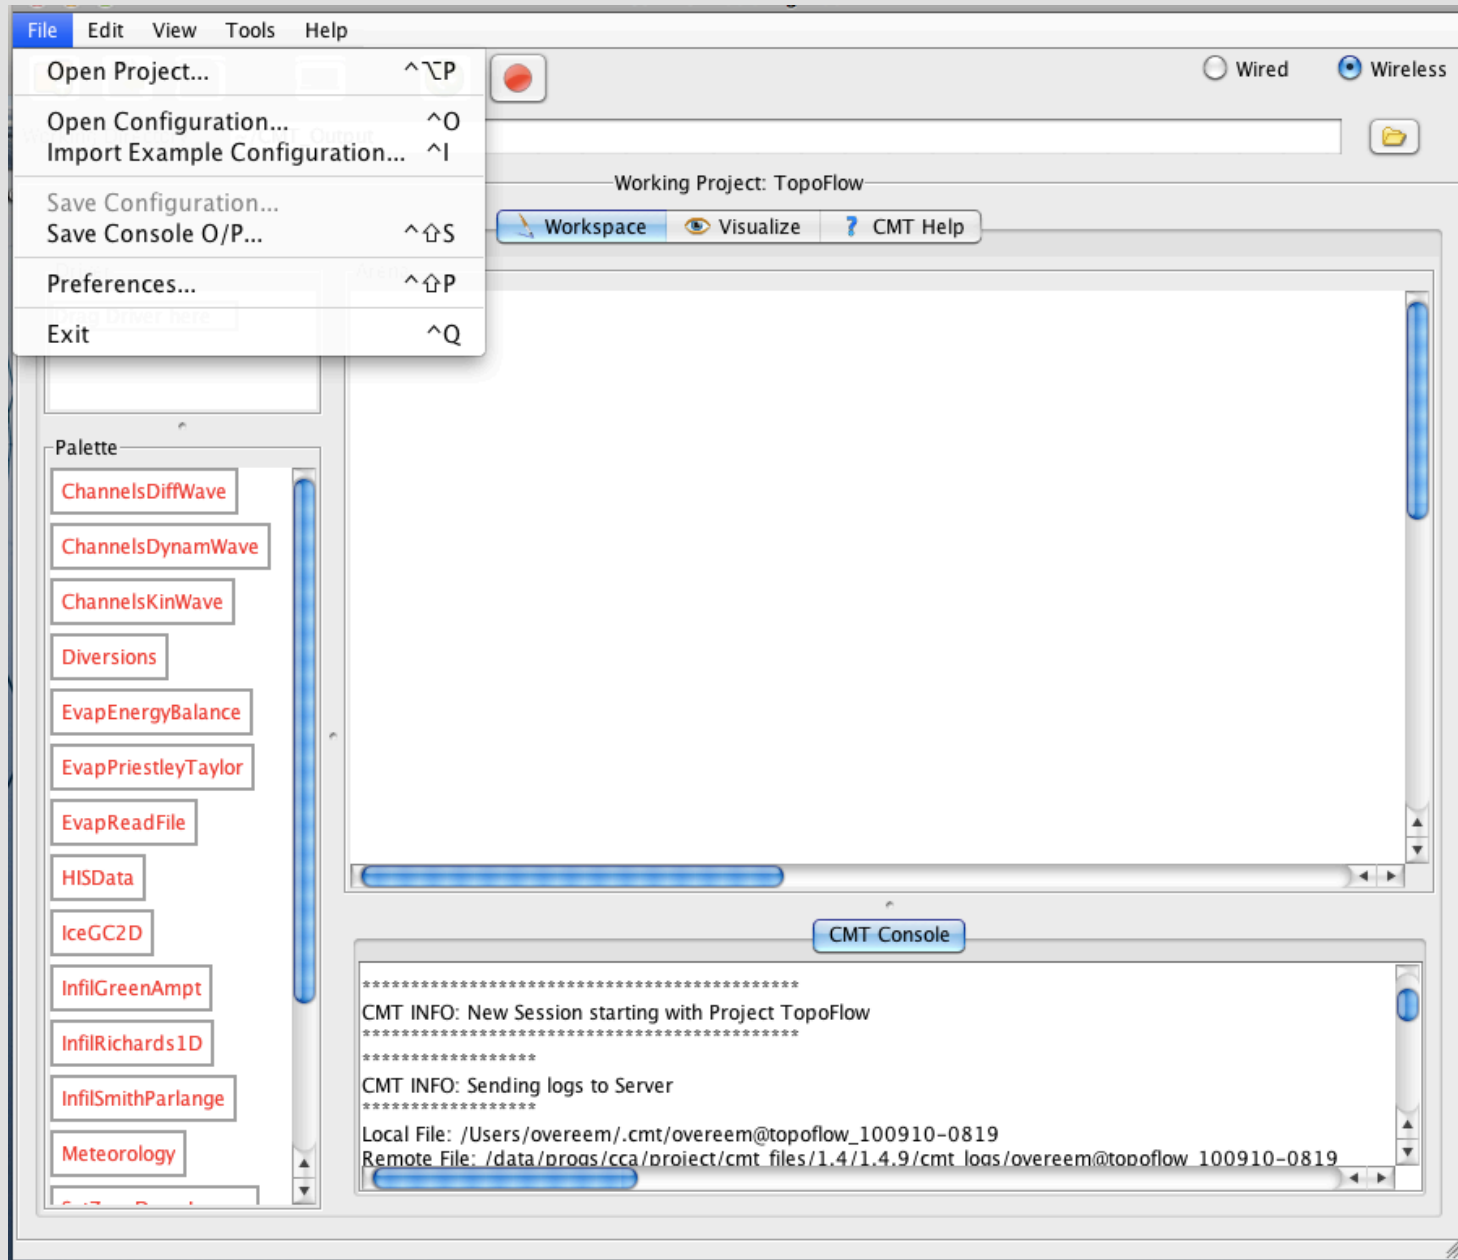 File Edit View Tools Help
Open Project... ^⌥P
Open Configuration... ^O
Import Example Configuration... ^I
Save Configuration...
Save Console O/P... ^⇧S
Preferences... ^⇧P
Exit ^Q
Wired Wireless
Output
Working Project: TopoFlow
Workspace Visualize CMT Help
Drag Driver here
Palette
ChannelsDiffWave
ChannelsDynamWave
ChannelsKinWave
Diversions
EvapEnergyBalance
EvapPriestleyTaylor
EvapReadFile
HISData
IceGC2D
InfilGreenAmpt
InfilRichards1D
InfilSmithParlange
Meteorology
CMT Console
*********************************************
CMT INFO: New Session starting with Project TopoFlow
*********************************************
******************
CMT INFO: Sending logs to Server
******************
Local File: /Users/overeem/.cmt/overeem@topoflow_100910-0819
Remote File: /data/progs/cca/project/cmt_files/1.4/1.4.9/cmt_logs/overeem@topoflow_100910-0819